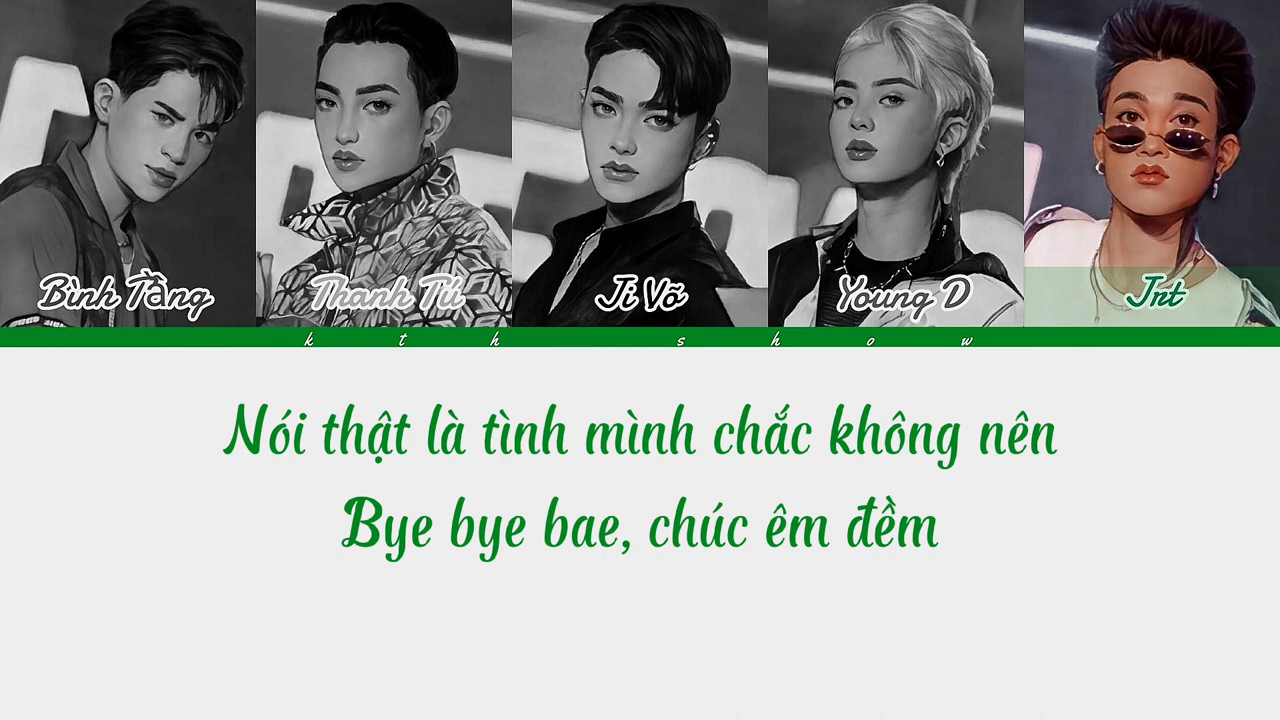 Bình Tầng
Thanh Tú
Ji Võ
Young D
Jrt
k t h s h o w
Nói thật là tình mình chắc không nên
Bye bye bae, chúc êm đềm